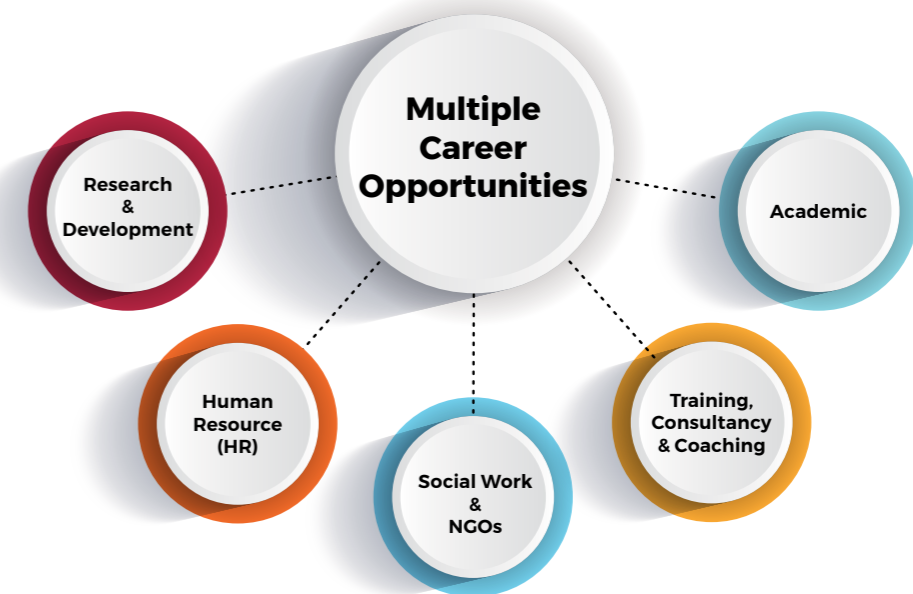 Multiple
Career
Opportunities
Research
&
Development
Human
Resource
(HR)
Social Work
&
NGOs
Training,
Consultancy
& Coaching
Academic